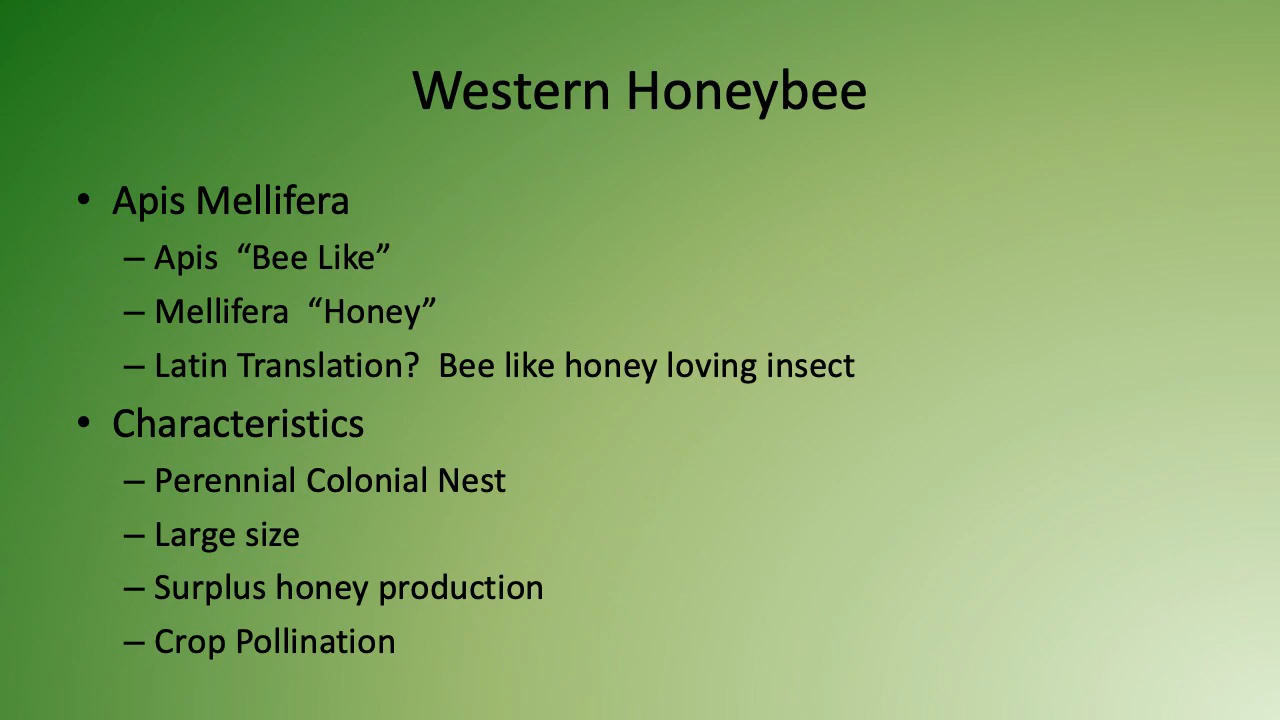 Western Honeybee
• Apis Mellifera
– Apis  “Bee Like”
– Mellifera  “Honey”
– Latin Translation?  Bee like honey loving insect
• Characteristics
– Perennial Colonial Nest
– Large size
– Surplus honey production
– Crop Pollination